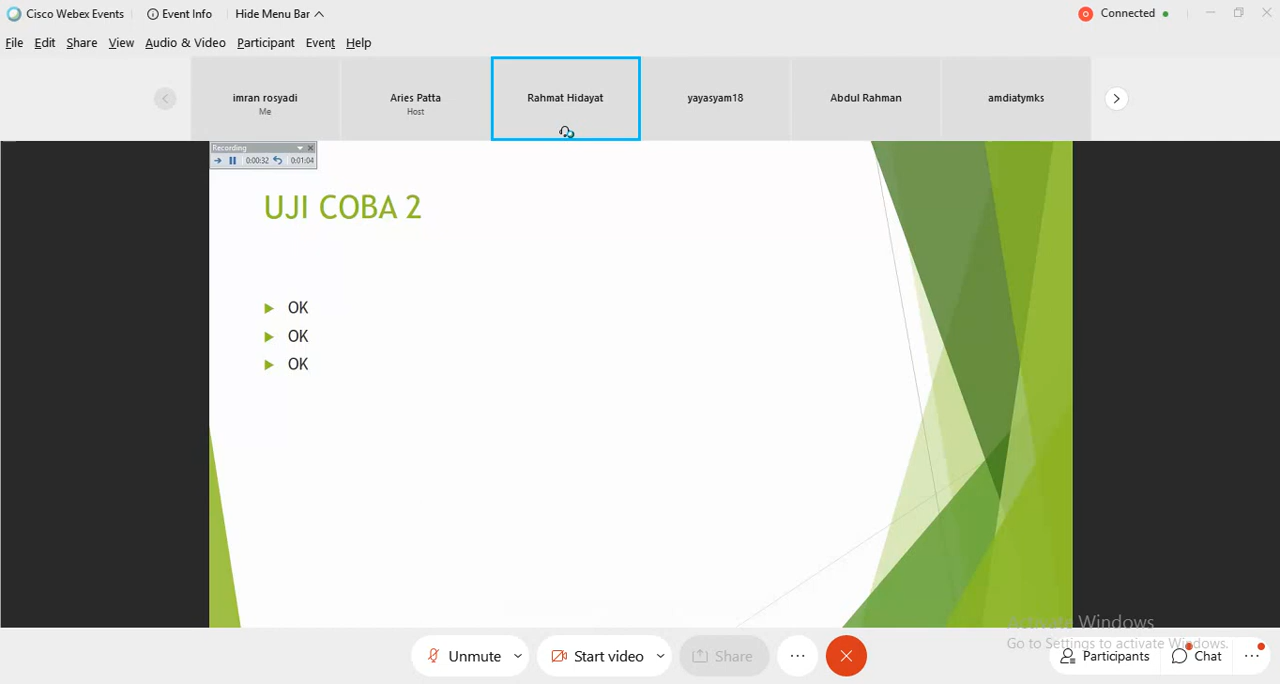 Cisco Webex Events Event Info Hide Menu Bar Connected
File Edit Share View Audio & Video Participant Event Help
imran rosyadi
Me
Aries Patta
Host
Rahmat Hidayat
yayasyam18
Abdul Rahman
amdiatymks
Recording
0:00:32 0:01:04
UJI COBA 2
OK
OK
OK
Activate Windows
Go to Settings to activate Windows.
Unmute Start video Share Participants Chat